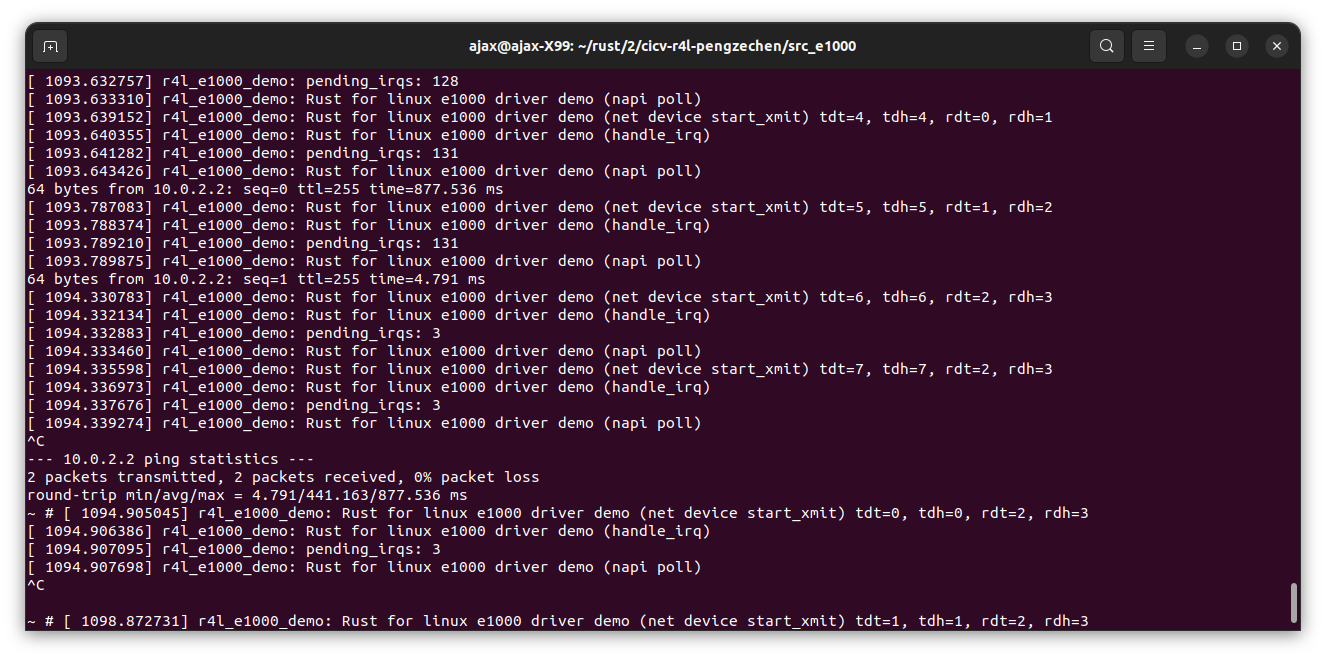 ajax@ajax-X99: ~/rust/2/cicv-r4l-pengzechen/src_e1000
[ 1093.632757] r4l_e1000_demo: pending_irqs: 128
[ 1093.633310] r4l_e1000_demo: Rust for linux e1000 driver demo (napi poll)
[ 1093.639152] r4l_e1000_demo: Rust for linux e1000 driver demo (net device start_xmit) tdt=4, tdh=4, rdt=0, rdh=1
[ 1093.640355] r4l_e1000_demo: Rust for linux e1000 driver demo (handle_irq)
[ 1093.641282] r4l_e1000_demo: pending_irqs: 131
[ 1093.643426] r4l_e1000_demo: Rust for linux e1000 driver demo (napi poll)
64 bytes from 10.0.2.2: seq=0 ttl=255 time=877.536 ms
[ 1093.787083] r4l_e1000_demo: Rust for linux e1000 driver demo (net device start_xmit) tdt=5, tdh=5, rdt=1, rdh=2
[ 1093.788374] r4l_e1000_demo: Rust for linux e1000 driver demo (handle_irq)
[ 1093.789210] r4l_e1000_demo: pending_irqs: 131
[ 1093.789875] r4l_e1000_demo: Rust for linux e1000 driver demo (napi poll)
64 bytes from 10.0.2.2: seq=1 ttl=255 time=4.791 ms
[ 1094.330783] r4l_e1000_demo: Rust for linux e1000 driver demo (net device start_xmit) tdt=6, tdh=6, rdt=2, rdh=3
[ 1094.332134] r4l_e1000_demo: Rust for linux e1000 driver demo (handle_irq)
[ 1094.332883] r4l_e1000_demo: pending_irqs: 3
[ 1094.333460] r4l_e1000_demo: Rust for linux e1000 driver demo (napi poll)
[ 1094.335598] r4l_e1000_demo: Rust for linux e1000 driver demo (net device start_xmit) tdt=7, tdh=7, rdt=2, rdh=3
[ 1094.336973] r4l_e1000_demo: Rust for linux e1000 driver demo (handle_irq)
[ 1094.337676] r4l_e1000_demo: pending_irqs: 3
[ 1094.339274] r4l_e1000_demo: Rust for linux e1000 driver demo (napi poll)
^C
--- 10.0.2.2 ping statistics ---
2 packets transmitted, 2 packets received, 0% packet loss
round-trip min/avg/max = 4.791/441.163/877.536 ms
~ # [ 1094.905045] r4l_e1000_demo: Rust for linux e1000 driver demo (net device start_xmit) tdt=0, tdh=0, rdt=2, rdh=3
[ 1094.906386] r4l_e1000_demo: Rust for linux e1000 driver demo (handle_irq)
[ 1094.907095] r4l_e1000_demo: pending_irqs: 3
[ 1094.907698] r4l_e1000_demo: Rust for linux e1000 driver demo (napi poll)
^C
~ # [ 1098.872731] r4l_e1000_demo: Rust for linux e1000 driver demo (net device start_xmit) tdt=1, tdh=1, rdt=2, rdh=3